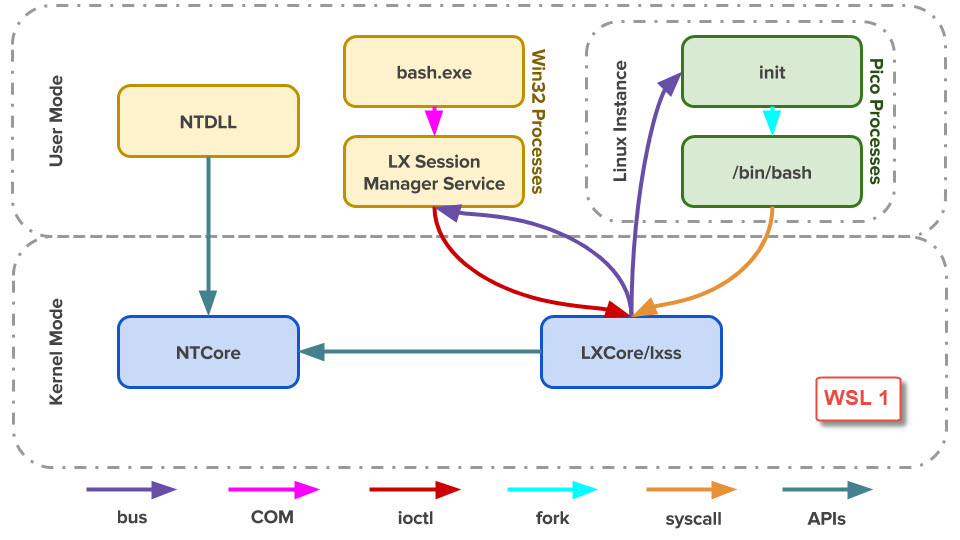 User Mode
NTDLL
bash.exe
LX Session
Manager Service
Win32 Processes
Linux Instance
init
/bin/bash
Pico Processes
Kernel Mode
NTCore
LXCore/lxss
WSL 1
bus
COM
ioctl
fork
syscall
APIs